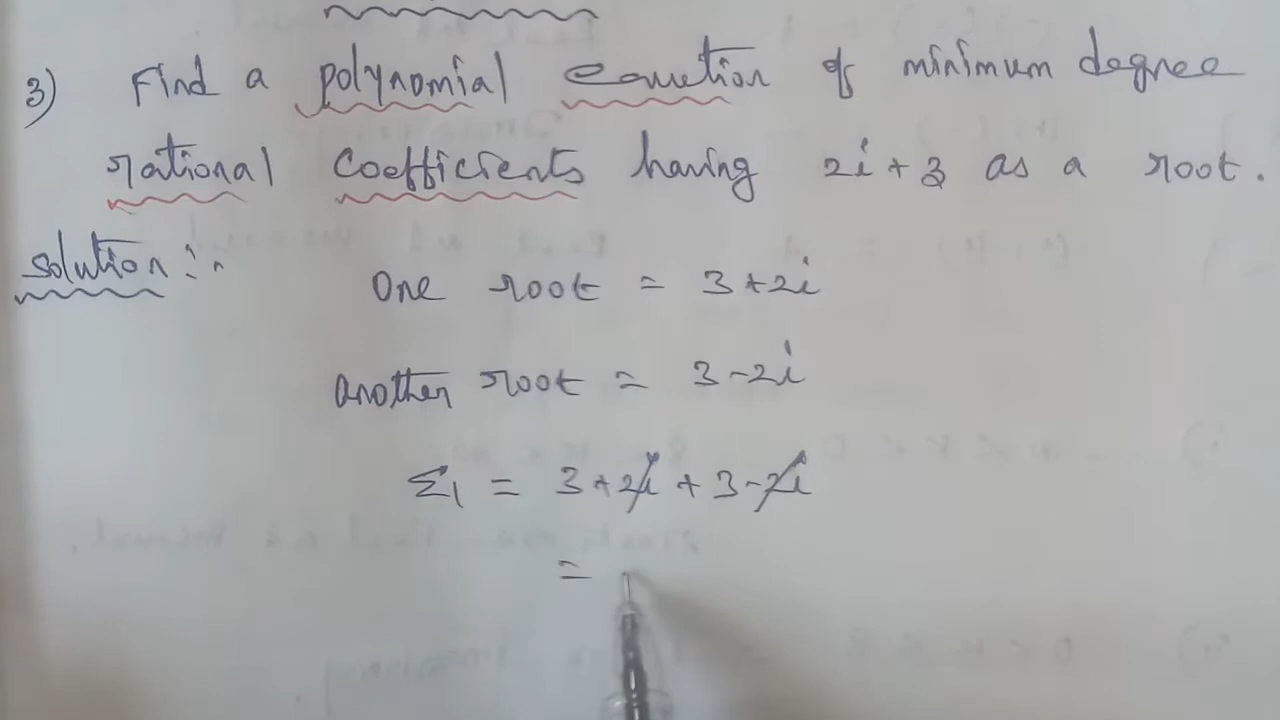 3) Find a polynomial equation of minimum degree
rational coefficients having 2i+3 as a root.
Solution :-
One root = 3+2i
another root = 3-2i
Σ1 = 3+2i+3-2i
=